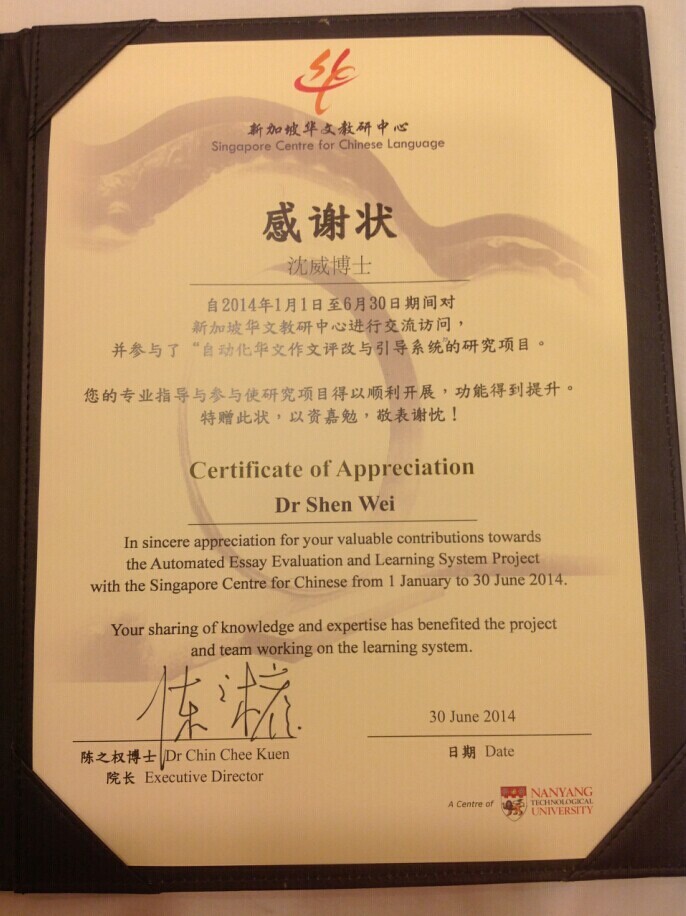 新加坡华文教研中心
Singapore Centre for Chinese Language
感谢状
沈威博士
自2014年1月1日至6月30日期间对
新加坡华文教研中心进行交流访问，
并参与了“自动化华文作文评改与引导系统”的研究项目。
您的专业指导与参与使研究项目得以顺利开展，功能得到提升。
特赠此状，以资嘉勉，敬表谢忱！
Certificate of Appreciation
Dr Shen Wei
In sincere appreciation for your valuable contributions towards
the Automated Essay Evaluation and Learning System Project
with the Singapore Centre for Chinese from 1 January to 30 June 2014.
Your sharing of knowledge and expertise has benefited the project
and team working on the learning system.
30 June 2014
陈之权博士 Dr Chin Chee Kuen
日期 Date
院长 Executive Director
A Centre of NANYANG
TECHNOLOGICAL
UNIVERSITY